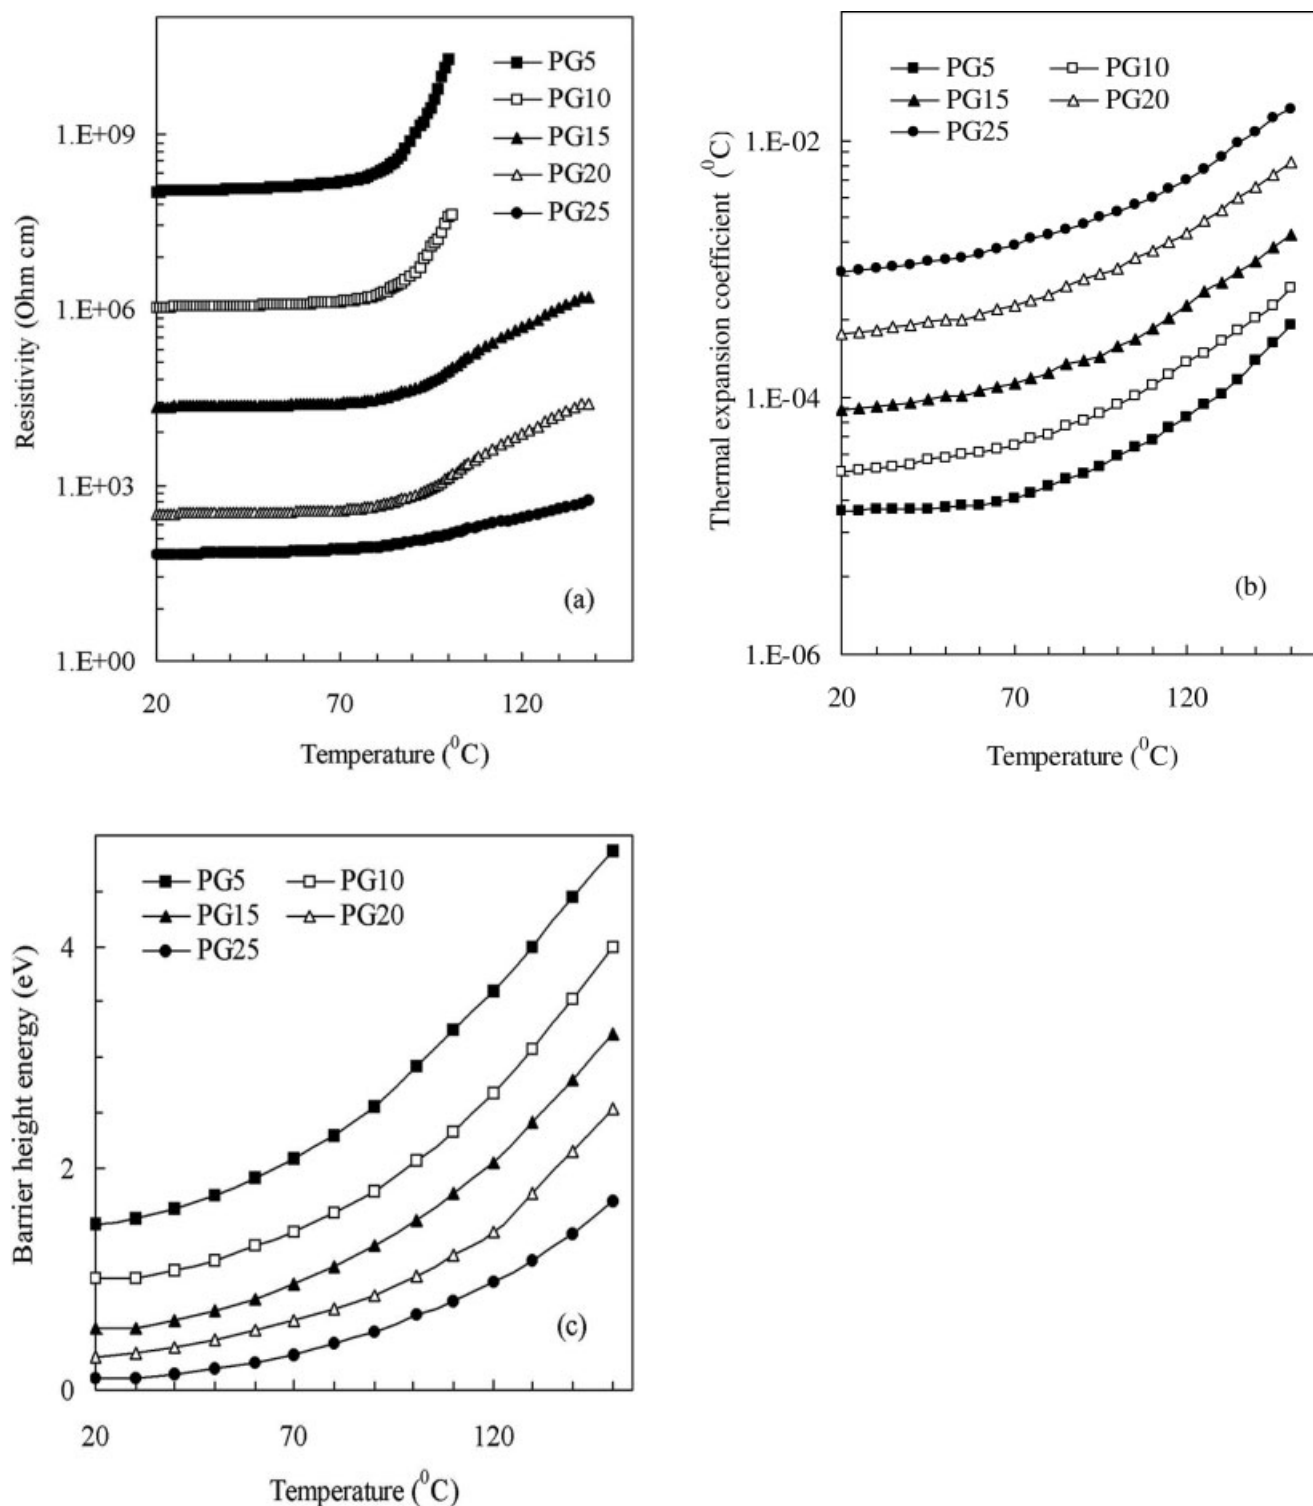 PG5
PG10
PG15
PG20
PG25
1.E+09
1.E+06
1.E+03
1.E+00
Resistivity (Ohm cm)
(a)
20 70 120
Temperature (⁰C)
PG5 PG10
PG15 PG20
PG25
1.E-02
1.E-04
1.E-06
Thermal expansion coefficient (⁰C)
(b)
20 70 120
Temperature (⁰C)
PG5 PG10
PG15 PG20
PG25
4
2
0
Barrier height energy (eV)
(c)
20 70 120
Temperature (⁰C)